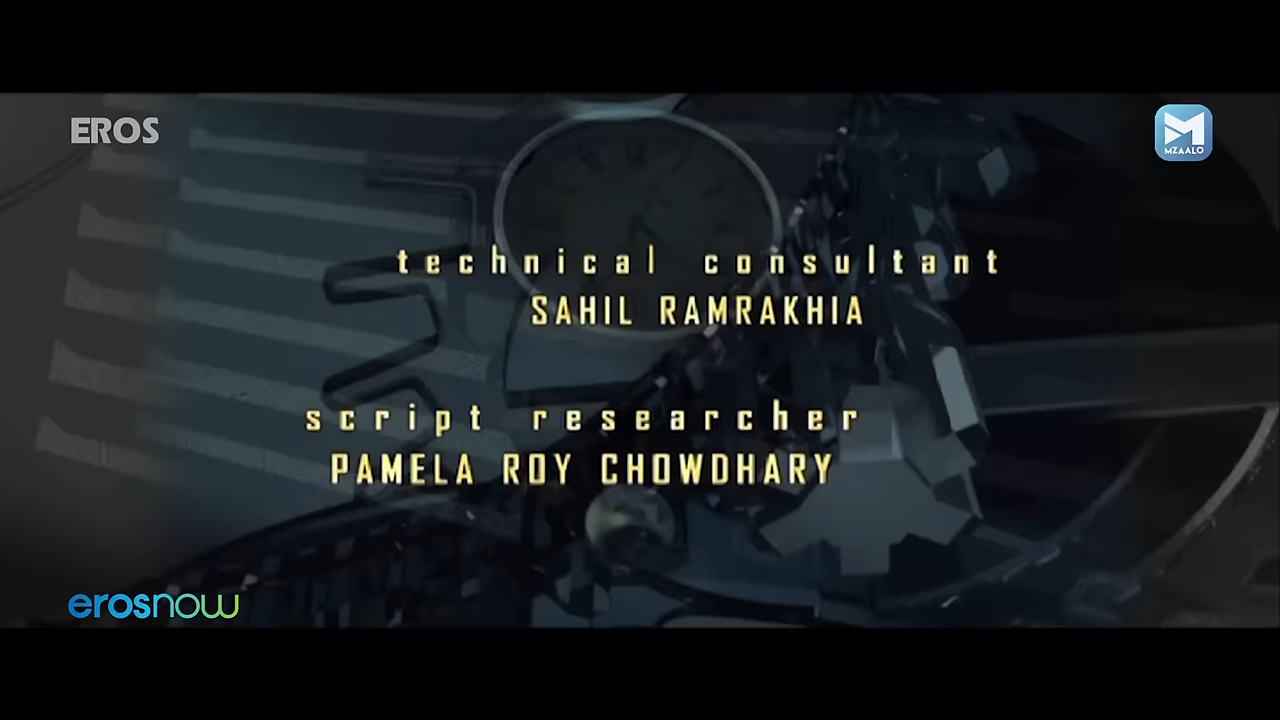 EROS
MZAALO
technical consultant
SAHIL RAMRAKHIA
script researcher
PAMELA ROY CHOWDHARY
erosnow